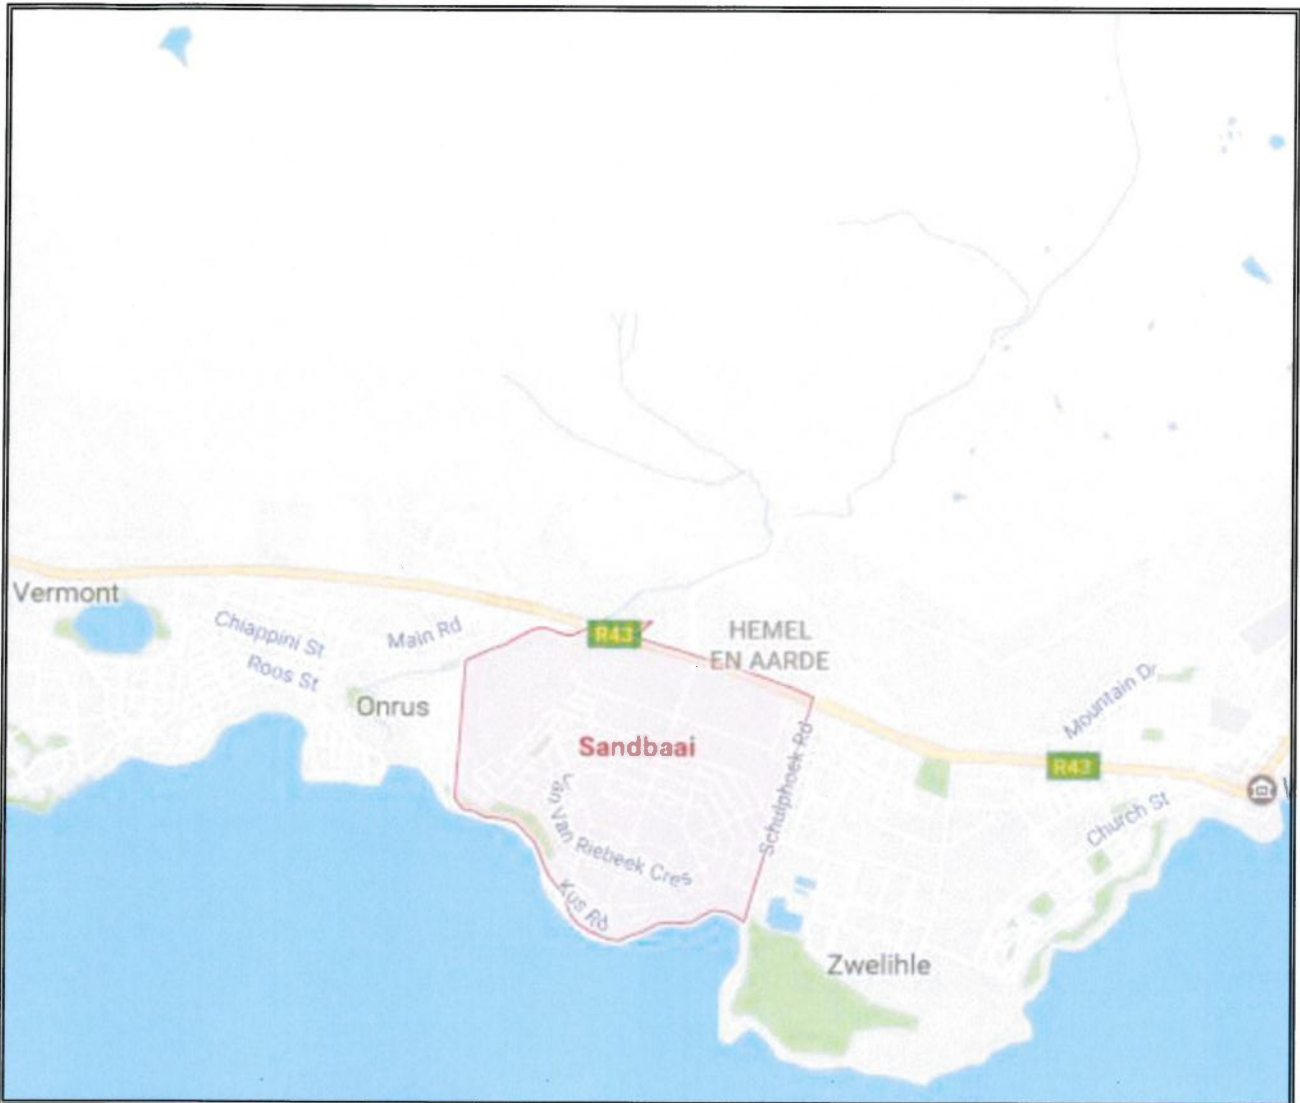 Vermont
Chiappini St
Roos St
Main Rd
Onrus
R43
HEMEL
EN AARDE
Sandbaai
Van Van Riebeek Cres
Kus Rd
Schulphoek Rd
Mountain Dr
R43
Church St
Zwelihle